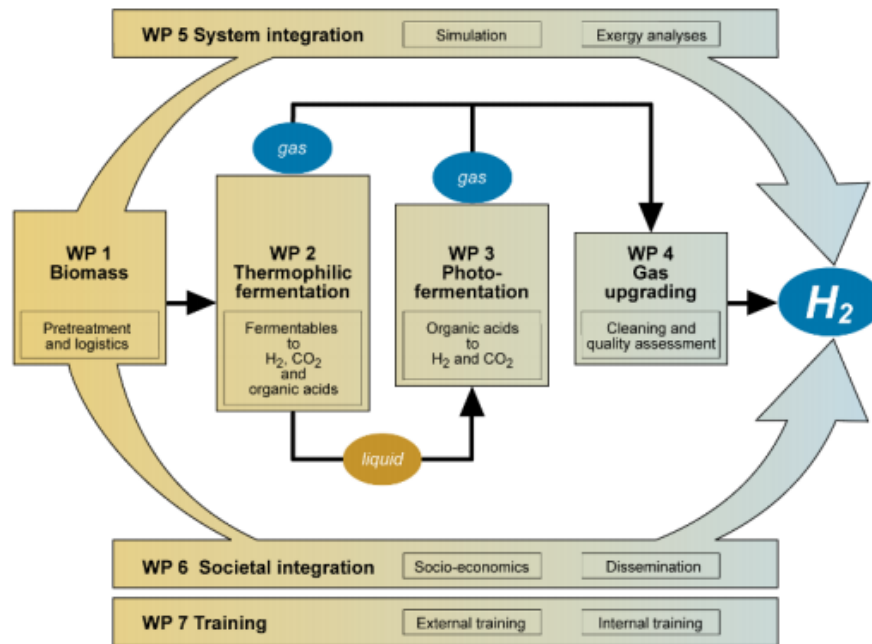 WP 5 System integration
Simulation
Exergy analyses
gas
gas
WP 1
Biomass
Pretreatment
and logistics
WP 2
Thermophilic
fermentation
Fermentables
to
H₂, CO₂
and
organic acids
WP 3
Photo-
fermentation
Organic acids
to
H₂ and CO₂
WP 4
Gas
upgrading
Cleaning and
quality assessment
H₂
liquid
WP 6 Societal integration
Socio-economics
Dissemination
WP 7 Training
External training
Internal training